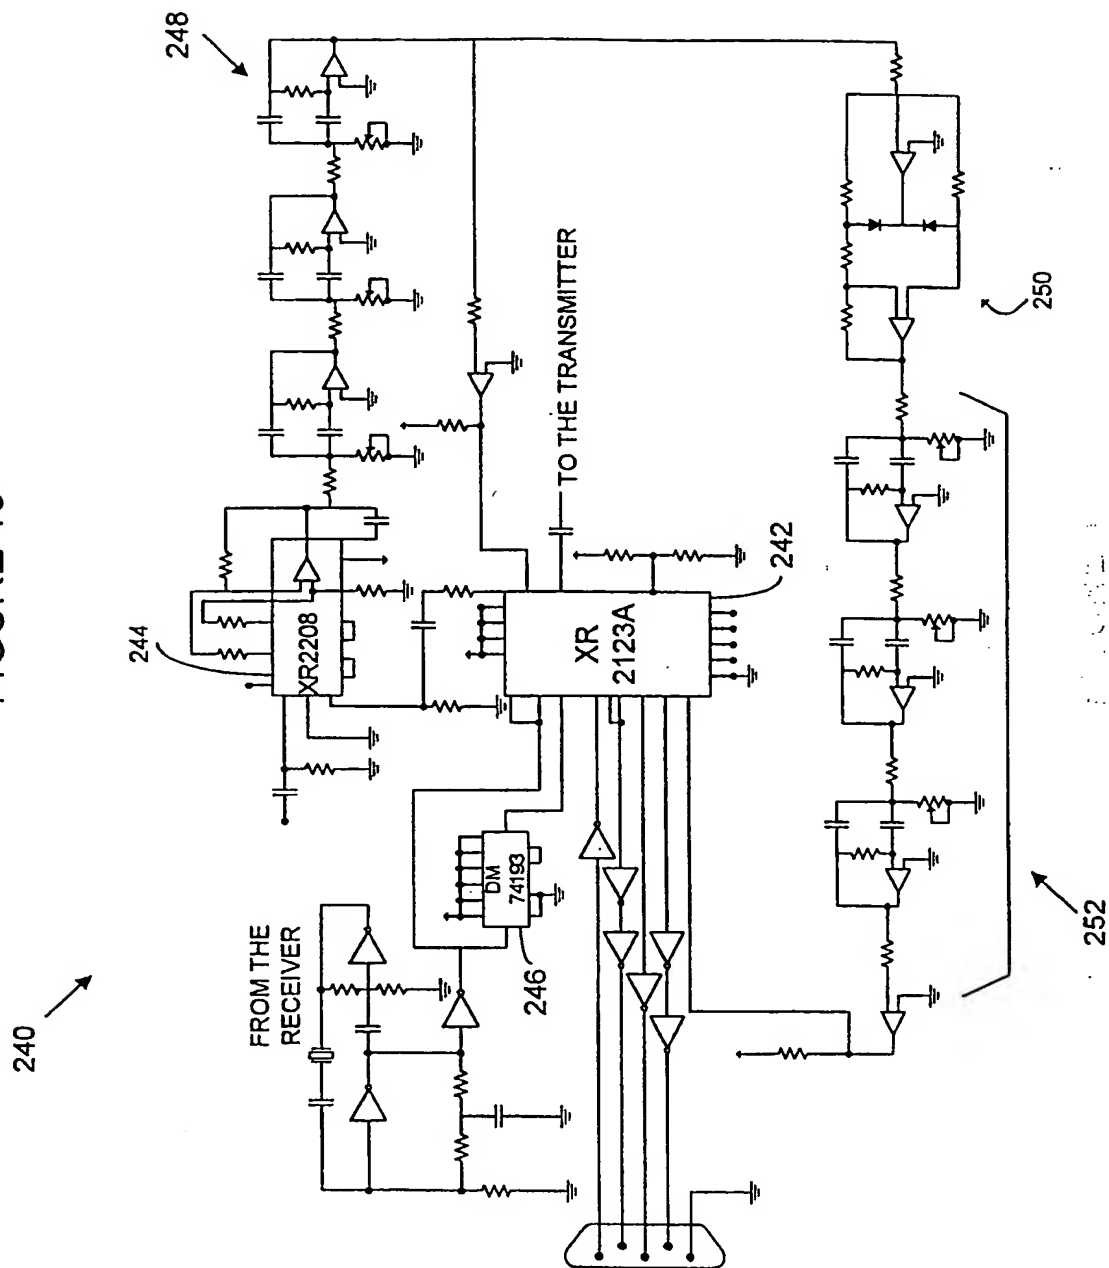 240
248
244
XR2208
FROM THE
RECEIVER
DM
74193
246
XR
2123A
242
TO THE TRANSMITTER
250
252